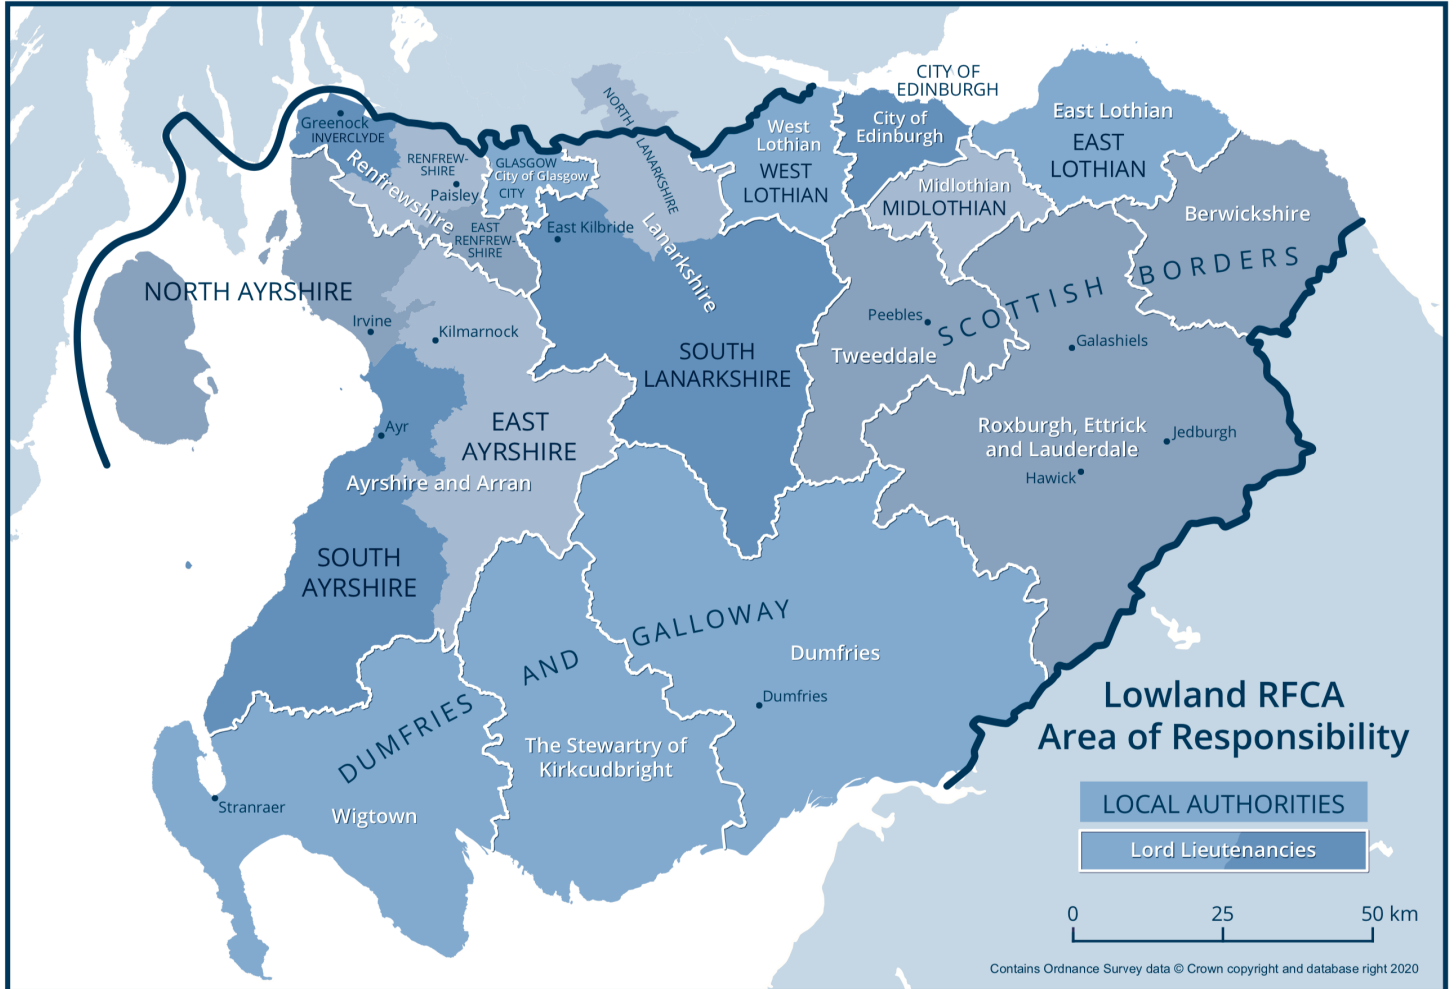 CITY OF
EDINBURGH
East Lothian
EAST
LOTHIAN
City of
Edinburgh
West
Lothian
WEST
LOTHIAN
Midlothian
MIDLOTHIAN
Berwickshire
SCOTTISH BORDERS
Greenock
INVERCLYDE
Renfrewshire
RENFREW-
SHIRE
Paisley
GLASGOW
City of Glasgow
CITY
NORTH LANARKSHIRE
EAST
RENFREW-
SHIRE
East Kilbride
Lanarkshire
NORTH AYRSHIRE
Irvine
Kilmarnock
SOUTH
LANARKSHIRE
Peebles
Tweeddale
Galashiels
Roxburgh, Ettrick
and Lauderdale
Jedburgh
Hawick
EAST
AYRSHIRE
Ayr
Ayrshire and Arran
SOUTH
AYRSHIRE
DUMFRIES AND GALLOWAY
Dumfries
Dumfries
The Stewartry of
Kirkcudbright
Stranraer
Wigtown
Lowland RFCA
Area of Responsibility
LOCAL AUTHORITIES
Lord Lieutenancies
0 25 50 km
Contains Ordnance Survey data © Crown copyright and database right 2020